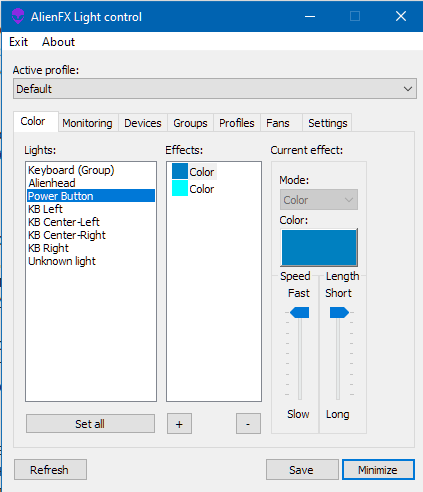 AlienFX Light control
Exit About
Active profile:
Default
Color Monitoring Devices Groups Profiles Fans Settings
Lights:
Keyboard (Group)
Alienhead
Power Button
KB Left
KB Center-Left
KB Center-Right
KB Right
Unknown light
Set all
Effects:
Color
Color
+ -
Current effect:
Mode:
Color
Color:
Speed Length
Fast Short
Slow Long
Refresh Save Minimize